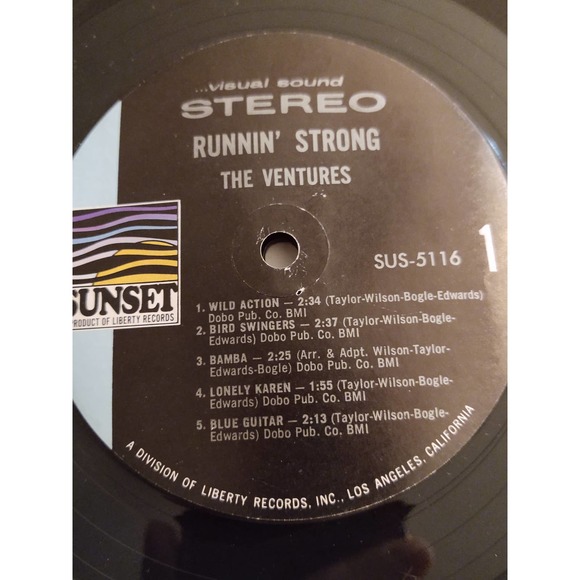 ...visual sound
STEREO
RUNNIN' STRONG
THE VENTURES
SUNSET
PRODUCT OF LIBERTY RECORDS
SUS-5116
1
1. WILD ACTION — 2:34 (Taylor-Wilson-Bogle-Edwards)
Dobo Pub. Co. BMI
2. BIRD SWINGERS — 2:37 (Taylor-Wilson-Bogle-
Edwards) Dobo Pub. Co. BMI
3. BAMBA — 2:25 (Arr. & Adpt. Wilson-Taylor-
Edwards-Bogle) Dobo Pub. Co. BMI
4. LONELY KAREN — 1:55 (Taylor-Wilson-Bogle-
Edwards) Dobo Pub. Co. BMI
5. BLUE GUITAR — 2:13 (Taylor-Wilson-Bogle-
Edwards) Dobo Pub. Co. BMI
A DIVISION OF LIBERTY RECORDS, INC., LOS ANGELES, CALIFORNIA